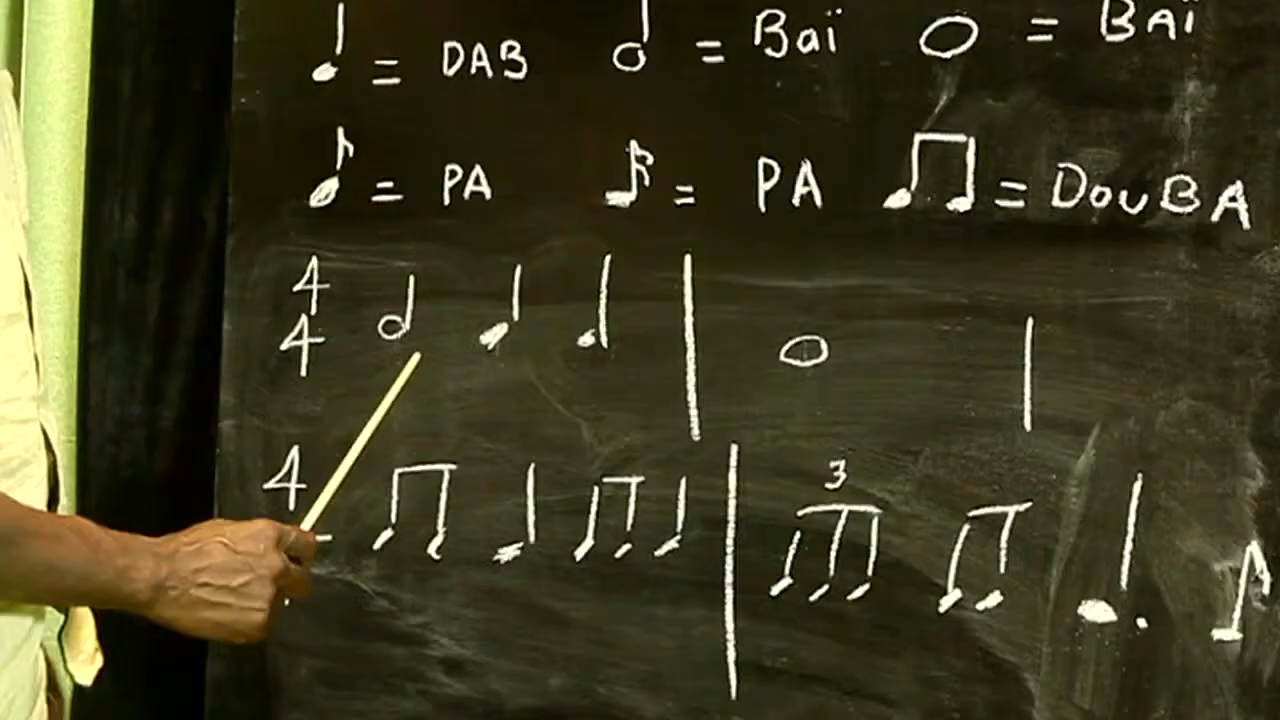 ♩ = DAB 𝅗𝅥 = Baï 𝅝 = BAï
♪ = PA 𝅘𝅥𝅯 = PA ♫ = DouBA
4
4
4
3